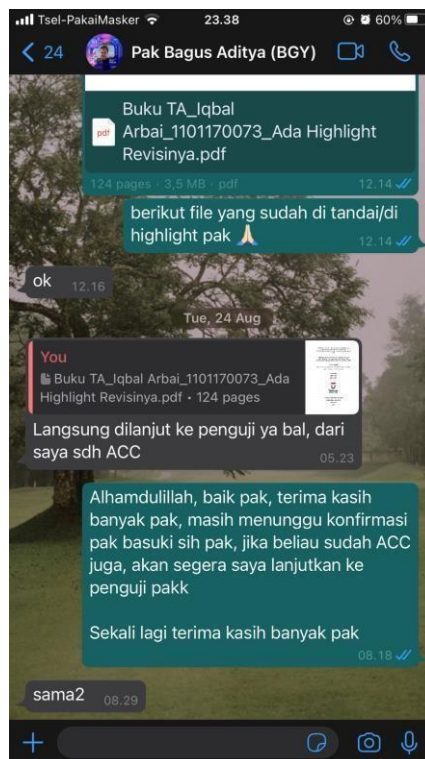 Tsel-PakaiMasker
23.38
60%
24
Pak Bagus Aditya (BGY)
pdf
Buku TA_Iqbal
Arbai_1101170073_Ada Highlight
Revisinya.pdf
124 pages · 3,5 MB · pdf
12.14
berikut file yang sudah di tandai/di
highlight pak 🙏🏻
12.14
ok
12.16
Tue, 24 Aug
You
Buku TA_Iqbal Arbai_1101170073_Ada
Highlight Revisinya.pdf • 124 pages
Langsung dilanjut ke penguji ya bal, dari
saya sdh ACC
05.23
Alhamdulillah, baik pak, terima kasih
banyak pak, masih menunggu konfirmasi
pak basuki sih pak, jika beliau sudah ACC
juga, akan segera saya lanjutkan ke
penguji pakk
Sekali lagi terima kasih banyak pak
08.18
sama2
08.29